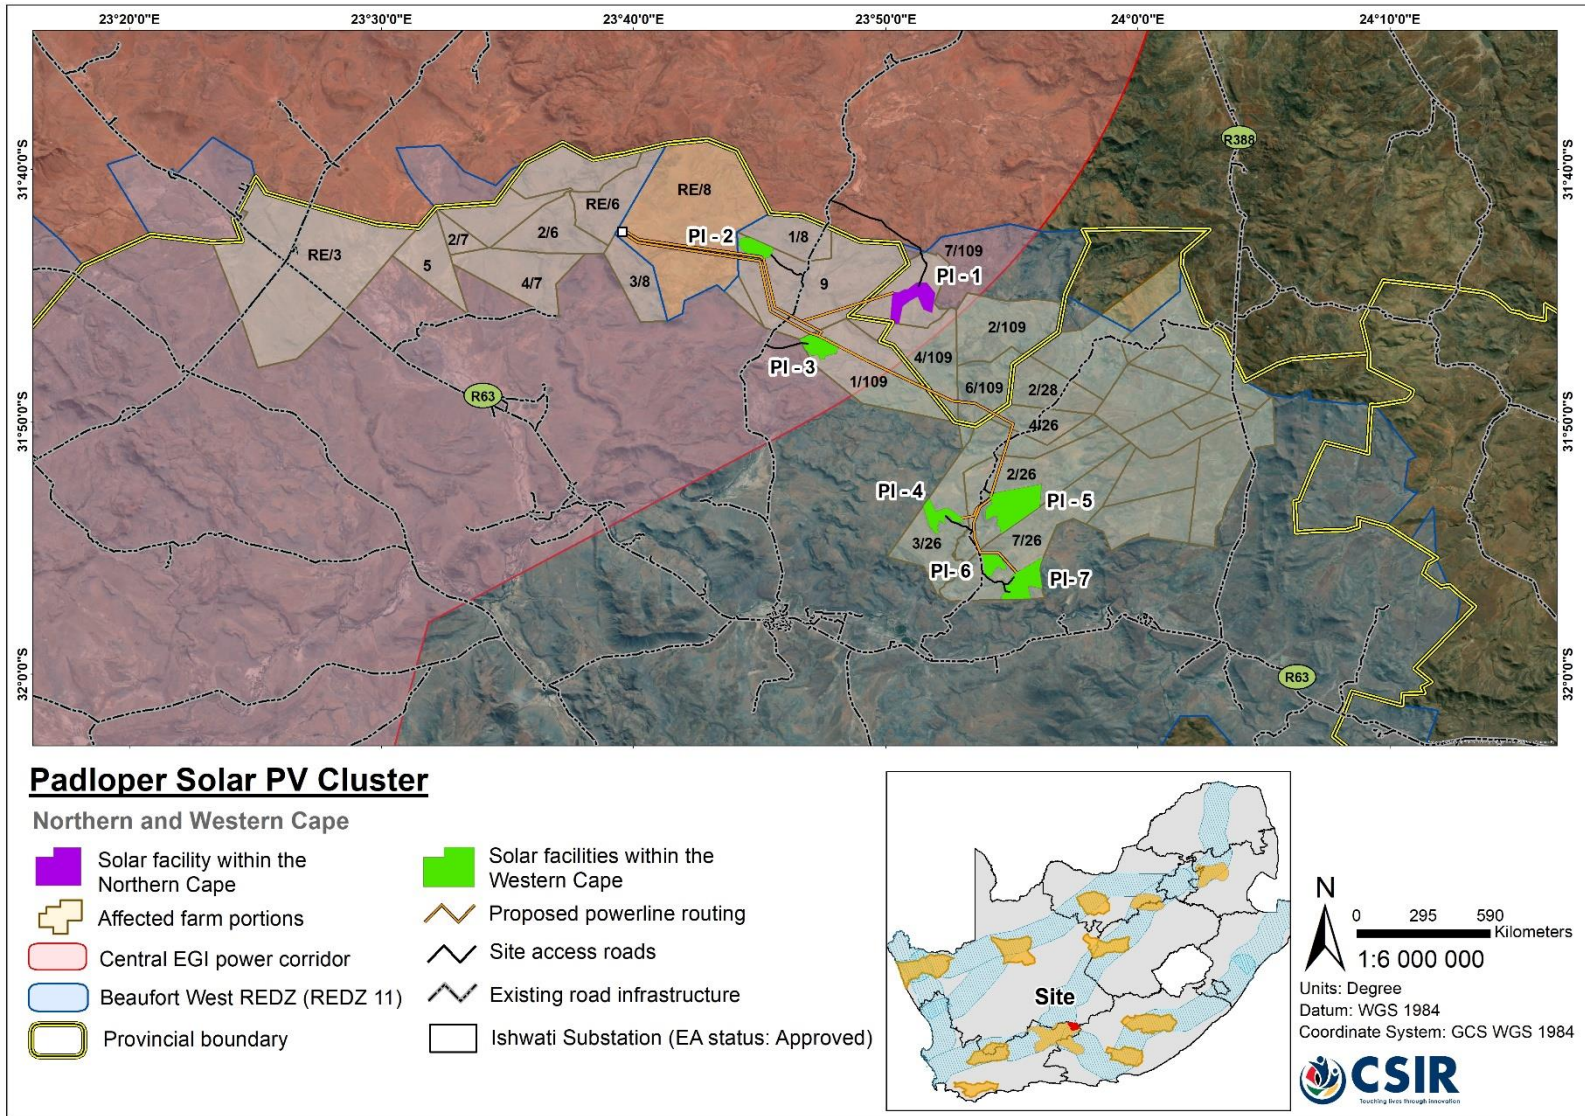 23°20'0"E
23°30'0"E
23°40'0"E
23°50'0"E
24°0'0"E
24°10'0"E
31°40'0"S
31°40'0"S
R388
RE/8
RE/6
PI - 2
2/7
2/6
1/8
7/109
RE/3
5
4/7
3/8
9
PI - 1
2/109
4/109
PI - 3
1/109
6/109
2/28
R63
31°50'0"S
31°50'0"S
4/26
2/26
PI - 4
PI - 5
3/26
7/26
PI- 6
PI- 7
32°0'0"S
32°0'0"S
R63
Padloper Solar PV Cluster
Northern and Western Cape
Solar facility within the
Northern Cape
Solar facilities within the
Western Cape
Affected farm portions
Proposed powerline routing
Central EGI power corridor
Site access roads
Beaufort West REDZ (REDZ 11)
Existing road infrastructure
Provincial boundary
Ishwati Substation (EA status: Approved)
Site
N
0 295 590
Kilometers
1:6 000 000
Units: Degree
Datum: WGS 1984
Coordinate System: GCS WGS 1984
CSIR
Touching lives through innovation